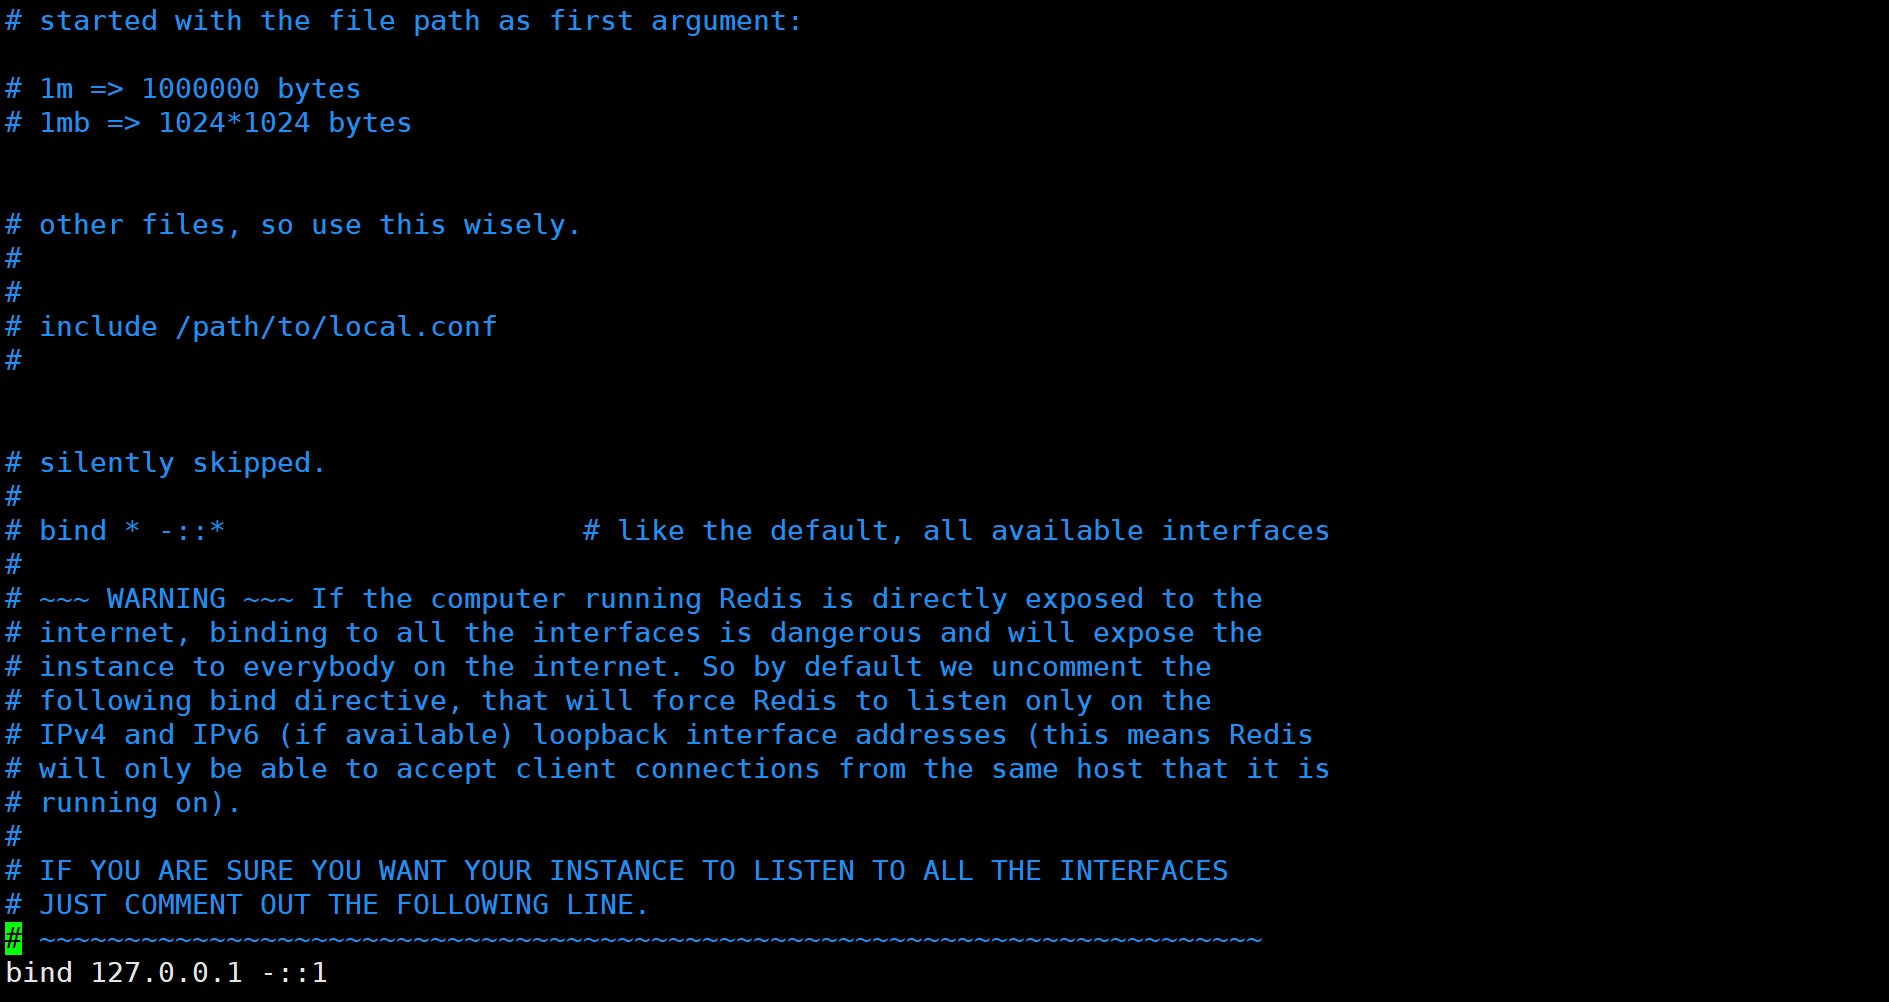 # started with the file path as first argument:
# 1m => 1000000 bytes
# 1mb => 1024*1024 bytes
# other files, so use this wisely.
#
#
# include /path/to/local.conf
#
# silently skipped.
#
# bind * -::*                     # like the default, all available interfaces
#
# ~~~ WARNING ~~~ If the computer running Redis is directly exposed to the
# internet, binding to all the interfaces is dangerous and will expose the
# instance to everybody on the internet. So by default we uncomment the
# following bind directive, that will force Redis to listen only on the
# IPv4 and IPv6 (if available) loopback interface addresses (this means Redis
# will only be able to accept client connections from the same host that it is
# running on).
#
# IF YOU ARE SURE YOU WANT YOUR INSTANCE TO LISTEN TO ALL THE INTERFACES
# JUST COMMENT OUT THE FOLLOWING LINE.
# ~~~~~~~~~~~~~~~~~~~~~~~~~~~~~~~~~~~~~~~~~~~~~~~~~~~~~~~~~~~~~~~~~~~~~~~~
bind 127.0.0.1 -::1